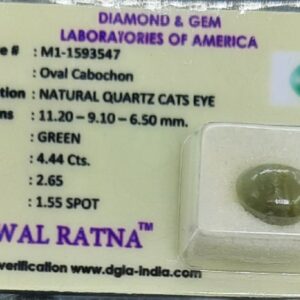 DIAMOND & GEM
LABORATORIES OF AMERICA
: M1-1593547
: Oval Cabochon
: NATURAL QUARTZ CATS EYE
: 11.20 - 9.10 - 6.50 mm.
: GREEN
: 4.44 Cts.
: 2.65
: 1.55 SPOT
WAL RATNA™
verification www.dgla-india.com